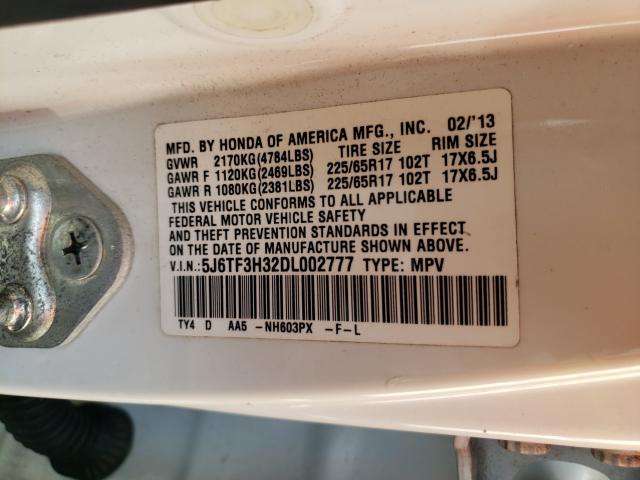 MFD. BY HONDA OF AMERICA MFG., INC. 02/'13
GVWR 2170KG(4784LBS) TIRE SIZE RIM SIZE
GAWR F 1120KG(2469LBS) 225/65R17 102T 17X6.5J
GAWR R 1080KG(2381LBS) 225/65R17 102T 17X6.5J
THIS VEHICLE CONFORMS TO ALL APPLICABLE
FEDERAL MOTOR VEHICLE SAFETY
AND THEFT PREVENTION STANDARDS IN EFFECT
ON THE DATE OF MANUFACTURE SHOWN ABOVE.
V.I.N.:5J6TF3H32DL002777 TYPE: MPV
TY4 D AA5 -NH603PX -F-L